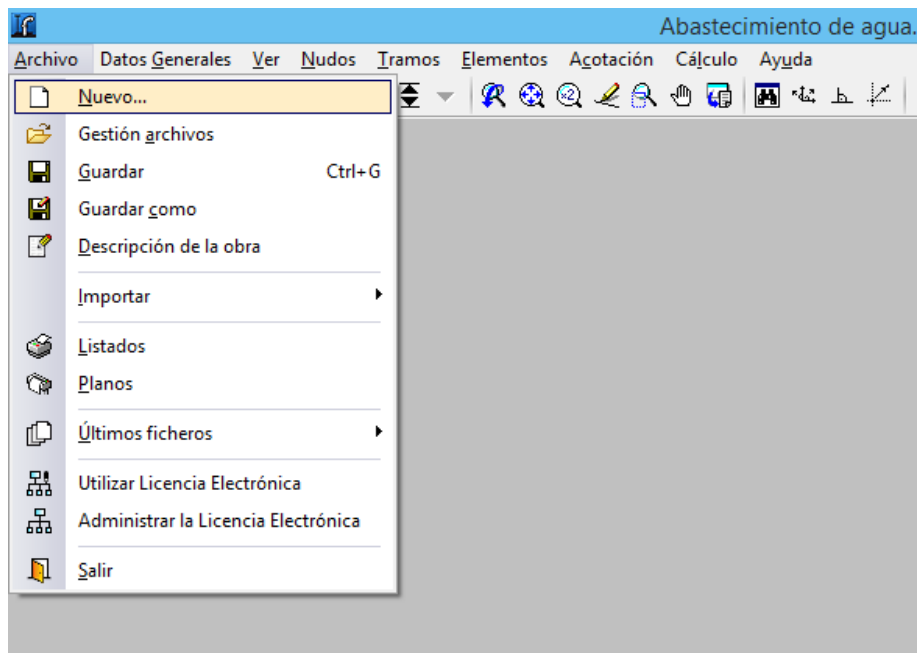 Abastecimiento de agua.
Archivo Datos Generales Ver Nudos Tramos Elementos Acotación Cálculo Ayuda
Nuevo...
Gestión archivos
Guardar Ctrl+G
Guardar como
Descripción de la obra
Importar
Listados
Planos
Últimos ficheros
Utilizar Licencia Electrónica
Administrar la Licencia Electrónica
Salir